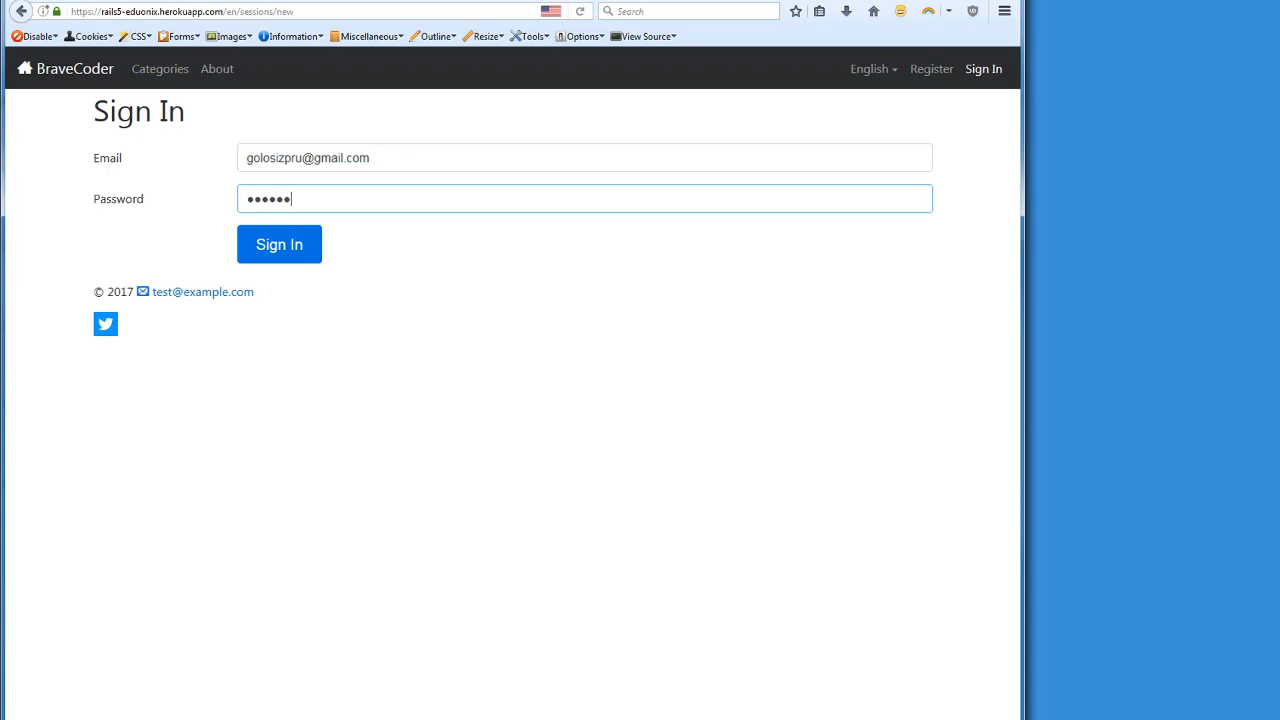 https://rails5-eduonix.herokuapp.com/en/sessions/new
Search
Disable Cookies CSS Forms Images Information Miscellaneous Outline Resize Tools Options View Source
BraveCoder Categories About English Register Sign In
Sign In
Email golosizpru@gmail.com
Password ••••••
Sign In
© 2017 test@example.com